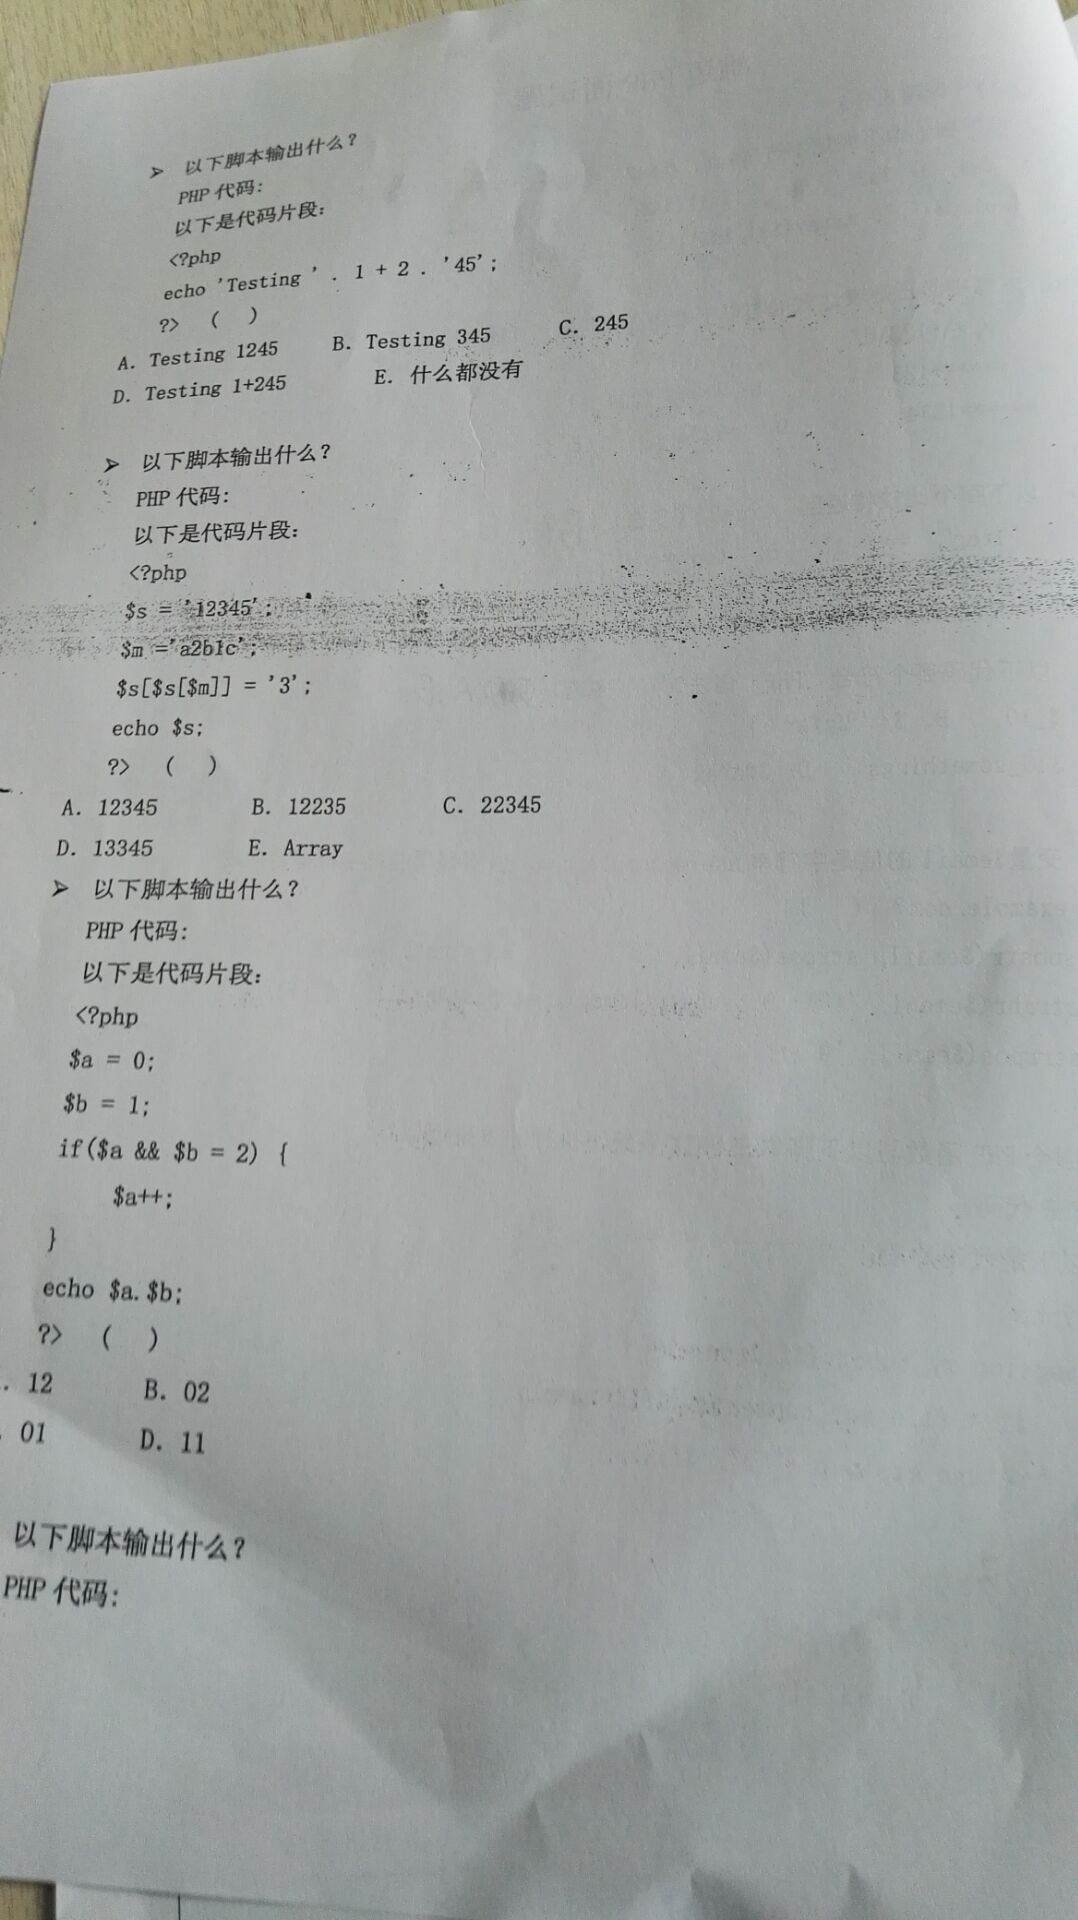 ➢ 以下脚本输出什么？
PHP 代码:
以下是代码片段:
<?php
echo 'Testing ' . 1 + 2 . '45';
?> ( )
A. Testing 1245 B. Testing 345 C. 245
D. Testing 1+245 E. 什么都没有
➢ 以下脚本输出什么？
PHP 代码:
以下是代码片段:
<?php
$s = '12345';
$m ='a2b1c';
$s[$s[$m]] = '3';
echo $s;
?> ( )
A. 12345 B. 12235 C. 22345
D. 13345 E. Array
➢ 以下脚本输出什么？
PHP 代码:
以下是代码片段:
<?php
$a = 0;
$b = 1;
if($a && $b = 2) {
$a++;
}
echo $a.$b;
?> ( )
. 12 B. 02
. 01 D. 11
以下脚本输出什么？
PHP 代码: